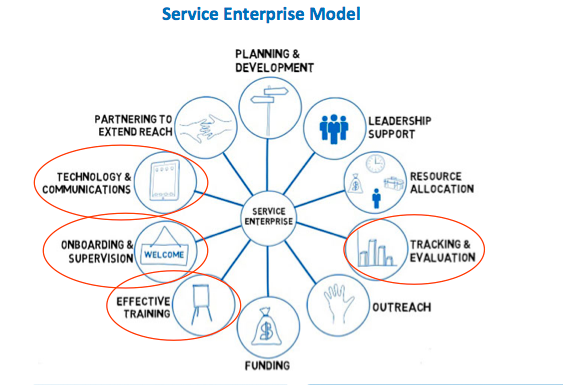 Service Enterprise Model
PLANNING &
DEVELOPMENT
LEADERSHIP
SUPPORT
RESOURCE
ALLOCATION
TRACKING &
EVALUATION
OUTREACH
FUNDING
EFFECTIVE
TRAINING
ONBOARDING &
SUPERVISION
WELCOME
TECHNOLOGY &
COMMUNICATIONS
PARTNERING TO
EXTEND REACH
SERVICE
ENTERPRISE
$
$